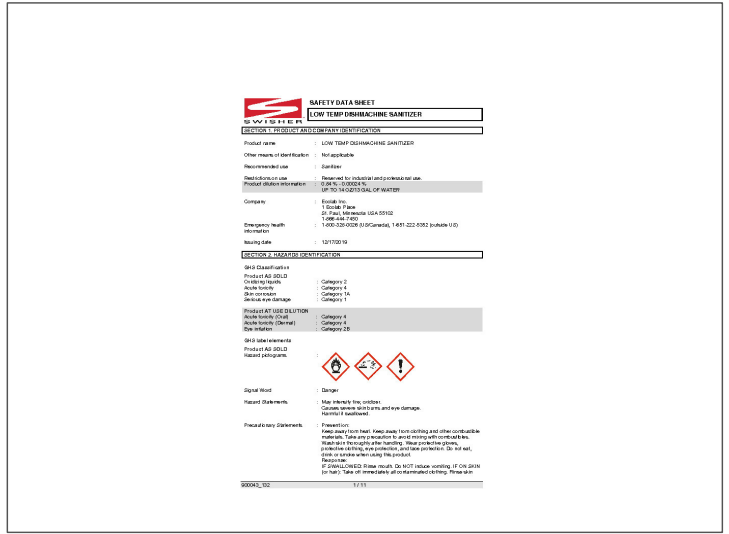 SWISHER
SAFETY DATA SHEET
LOW TEMP DISHMACHINE SANITIZER
SECTION 1. PRODUCT AND COMPANY IDENTIFICATION
Product name : LOW TEMP DISHMACHINE SANITIZER
Other means of identification : Not applicable
Recommended use : Sanitizer
Restrictions on use : Reserved for industrial and professional use.
Product dilution information : 0.64 % - 0.00024 %
UP TO 14 OZ/13 GAL OF WATER
Company : Ecolab Inc.
1 Ecolab Place
St. Paul, Minnesota USA 55102
1-866-444-7450
Emergency health information : 1-800-328-0026 (US/Canada), 1-651-222-5352 (outside US)
Issuing date : 12/17/2019
SECTION 2. HAZARDS IDENTIFICATION
GHS Classification
Product AS SOLD
Oxidizing liquids : Category 2
Acute toxicity : Category 4
Skin corrosion : Category 1A
Serious eye damage : Category 1
Product AT USE DILUTION
Acute toxicity (Oral) : Category 4
Acute toxicity (Dermal) : Category 4
Eye irritation : Category 2B
GHS label elements
Product AS SOLD
Hazard pictograms :
Signal Word : Danger
Hazard Statements : May intensify fire; oxidizer.
Causes severe skin burns and eye damage.
Harmful if swallowed.
Precautionary Statements : Prevention:
Keep away from heat. Keep away from clothing and other combustible
materials. Take any precaution to avoid mixing with combustibles.
Wash skin thoroughly after handling. Wear protective gloves,
protective clothing, eye protection, and face protection. Do not eat,
drink or smoke when using this product.
Response:
IF SWALLOWED: Rinse mouth. Do NOT induce vomiting. IF ON SKIN
(or hair): Take off immediately all contaminated clothing. Rinse skin
900043_132 1 / 11